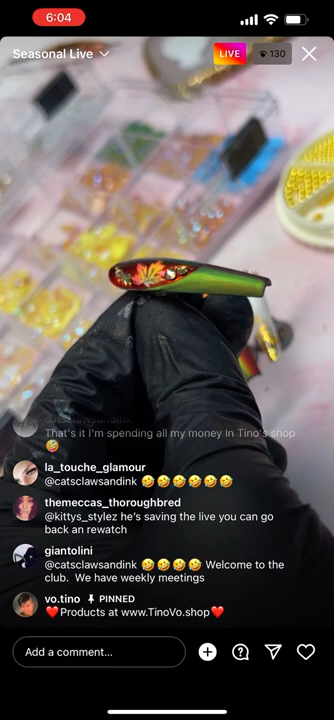 6:04
Seasonal Live
LIVE
130
catsclawsandink
That's it I'm spending all my money In Tino's shop
🤪
la_touche_glamour
@catsclawsandink 🤣🤣🤣🤣🤣🤣
themeccas_thoroughbred
@kittys_stylez he's saving the live you can go
back an rewatch
giantolini
@catsclawsandink 🤣🤣🤣🤣 Welcome to the
club. We have weekly meetings
vo.tino PINNED
❤️Products at www.TinoVo.shop❤️
Add a comment...